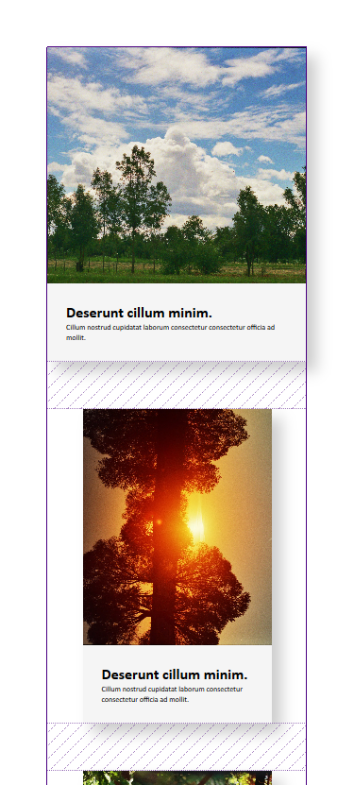 Deserunt cillum minim.
Cillum nostrud cupidatat laborum consectetur consectetur officia ad
mollit.
Deserunt cillum minim.
Cillum nostrud cupidatat laborum consectetur
consectetur officia ad mollit.